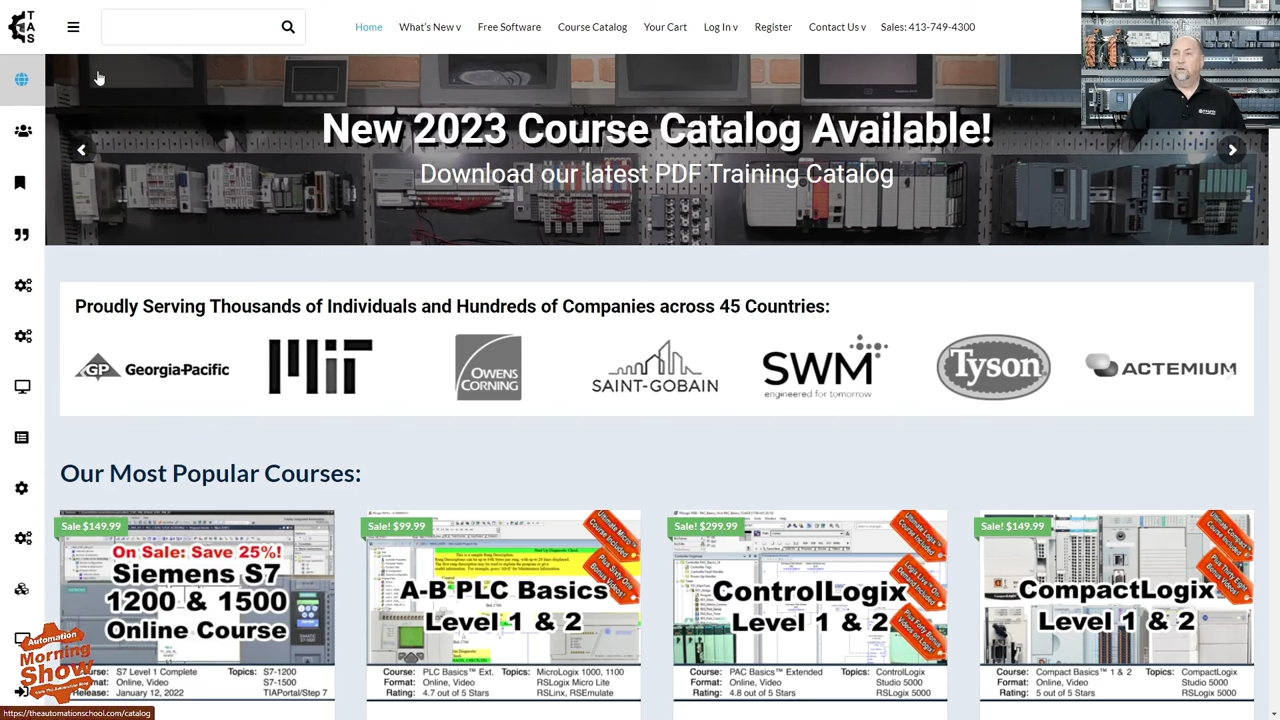 TAS
Home
What's New v
Free Software
Course Catalog
Your Cart
Log In v
Register
Contact Us v
Sales: 413-749-4300
New 2023 Course Catalog Available!
Download our latest PDF Training Catalog
Proudly Serving Thousands of Individuals and Hundreds of Companies across 45 Countries:
GP Georgia-Pacific
MIT
OWENS
CORNING
SAINT-GOBAIN
SWM
engineered for tomorrow
Tyson
ACTEMIUM
Our Most Popular Courses:
Sale $149.99
On Sale: Save 25%!
Siemens S7
1200 & 1500
Online Course
Course: S7 Level 1 Complete Topics: S7-1200
Format: Online, Video S7-1500
Release: January 12, 2022 TIAPortal/Step 7
Sale! $99.99
A-B PLC Basics
Level 1 & 2
Course: PLC Basics™ Ext. Topics: MicroLogix 1000, 1100
Format: Online, Video RSLogix Micro Lite
Rating: 4.7 out of 5 Stars RSLinx, RSEmulate
Sale! $299.99
ControlLogix
Level 1 & 2
Course: PAC Basics™ Extended Topics: ControlLogix
Format: Online, Video Studio 5000
Rating: 4.8 out of 5 Stars RSLogix 5000
Sale! $149.99
CompactLogix
Level 1 & 2
Course: Compact Basics™ 1 & 2 Topics: CompactLogix
Format: Online, Video Studio 5000
Rating: 5 out of 5 Stars RSLogix 5000
Automation
Morning
Show
https://theautomationschool.com/catalog